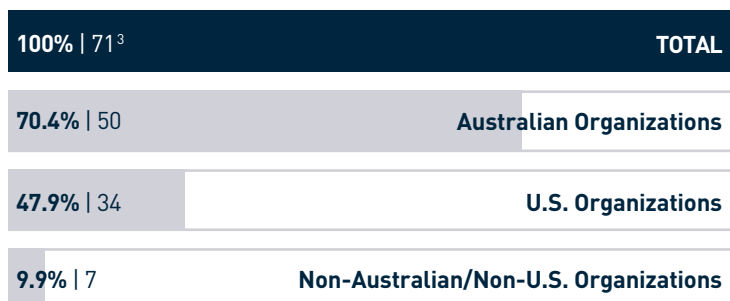 100% | 71³ TOTAL
70.4% | 50 Australian Organizations
47.9% | 34 U.S. Organizations
9.9% | 7 Non-Australian/Non-U.S. Organizations